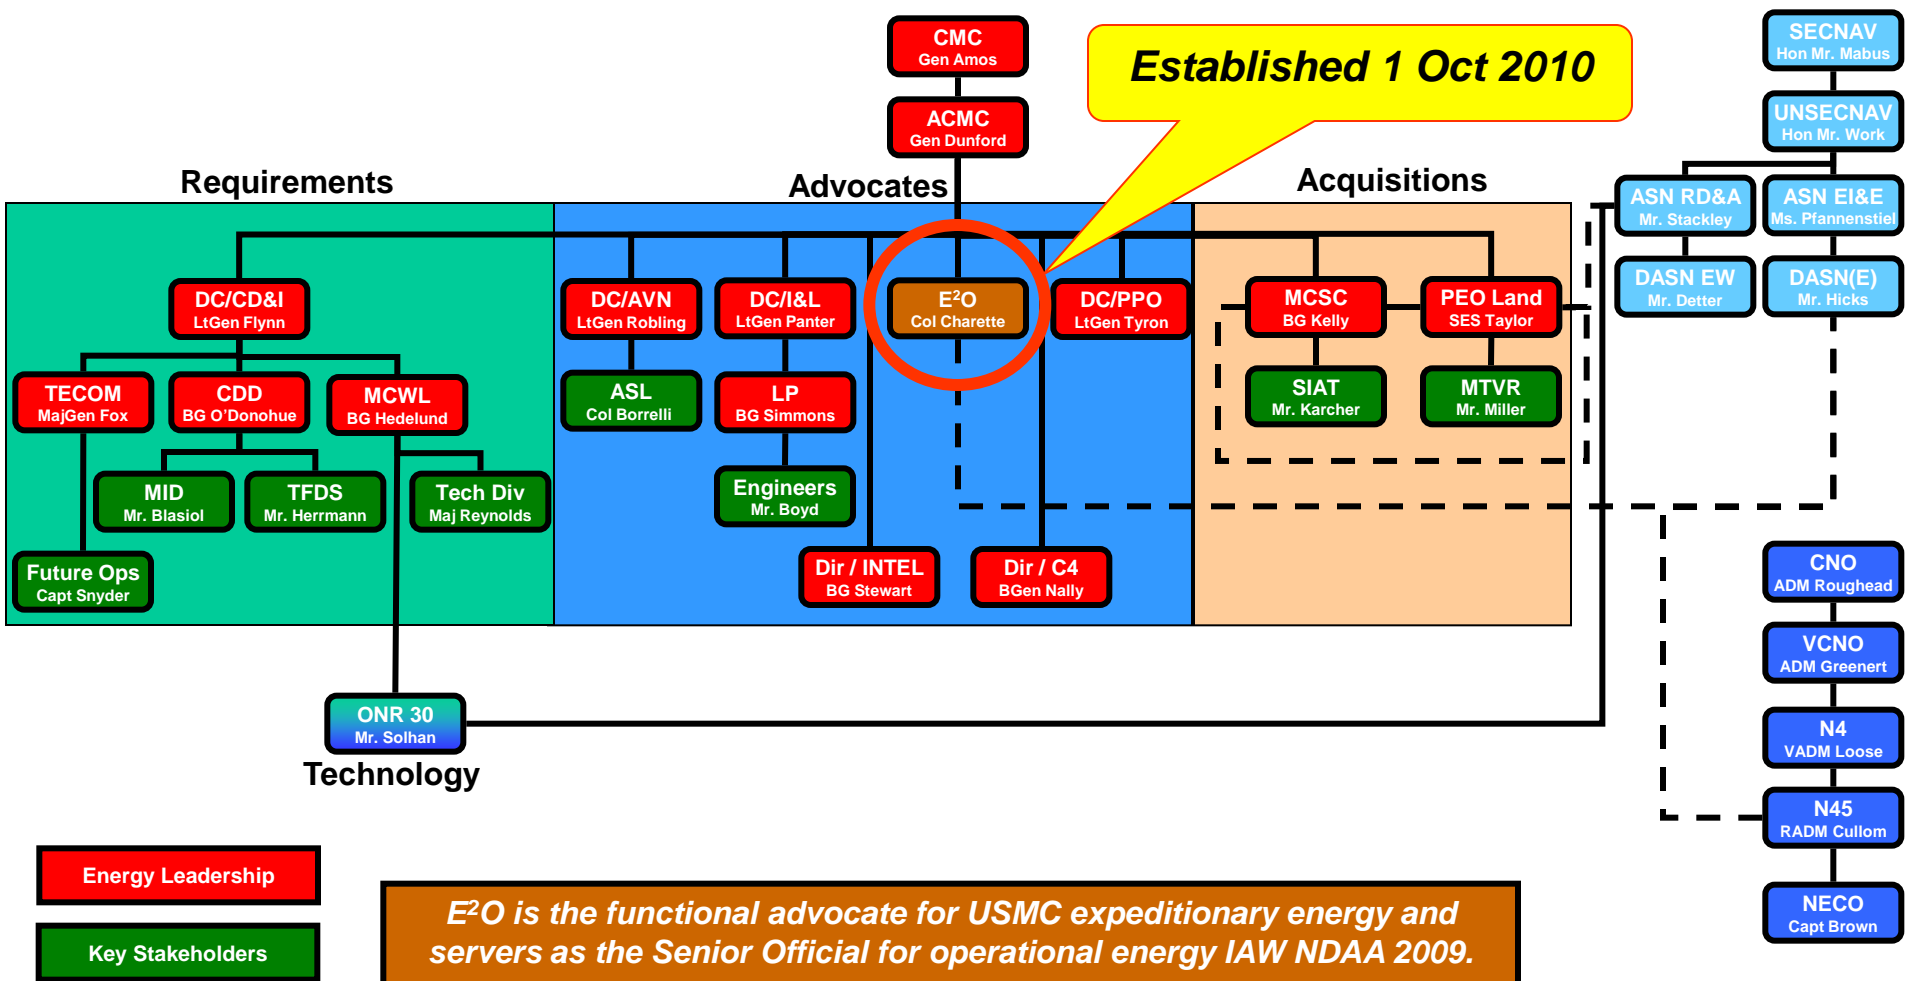 CMC
Gen Amos
ACMC
Gen Dunford
Established 1 Oct 2010
SECNAV
Hon Mr. Mabus
UNSECNAV
Hon Mr. Work
ASN RD&A
Mr. Stackley
ASN EI&E
Ms. Pfannenstiel
DASN EW
Mr. Detter
DASN(E)
Mr. Hicks
Requirements
Advocates
Acquisitions
DC/CD&I
LtGen Flynn
DC/AVN
LtGen Robling
DC/I&L
LtGen Panter
E²O
Col Charette
DC/PPO
LtGen Tyron
MCSC
BG Kelly
PEO Land
SES Taylor
TECOM
MajGen Fox
CDD
BG O’Donohue
MCWL
BG Hedelund
ASL
Col Borrelli
LP
BG Simmons
SIAT
Mr. Karcher
MTVR
Mr. Miller
MID
Mr. Blasiol
TFDS
Mr. Herrmann
Tech Div
Maj Reynolds
Engineers
Mr. Boyd
Future Ops
Capt Snyder
Dir / INTEL
BG Stewart
Dir / C4
BGen Nally
CNO
ADM Roughead
VCNO
ADM Greenert
N4
VADM Loose
N45
RADM Cullom
NECO
Capt Brown
ONR 30
Mr. Solhan
Technology
Energy Leadership
Key Stakeholders
E²O is the functional advocate for USMC expeditionary energy and
servers as the Senior Official for operational energy IAW NDAA 2009.